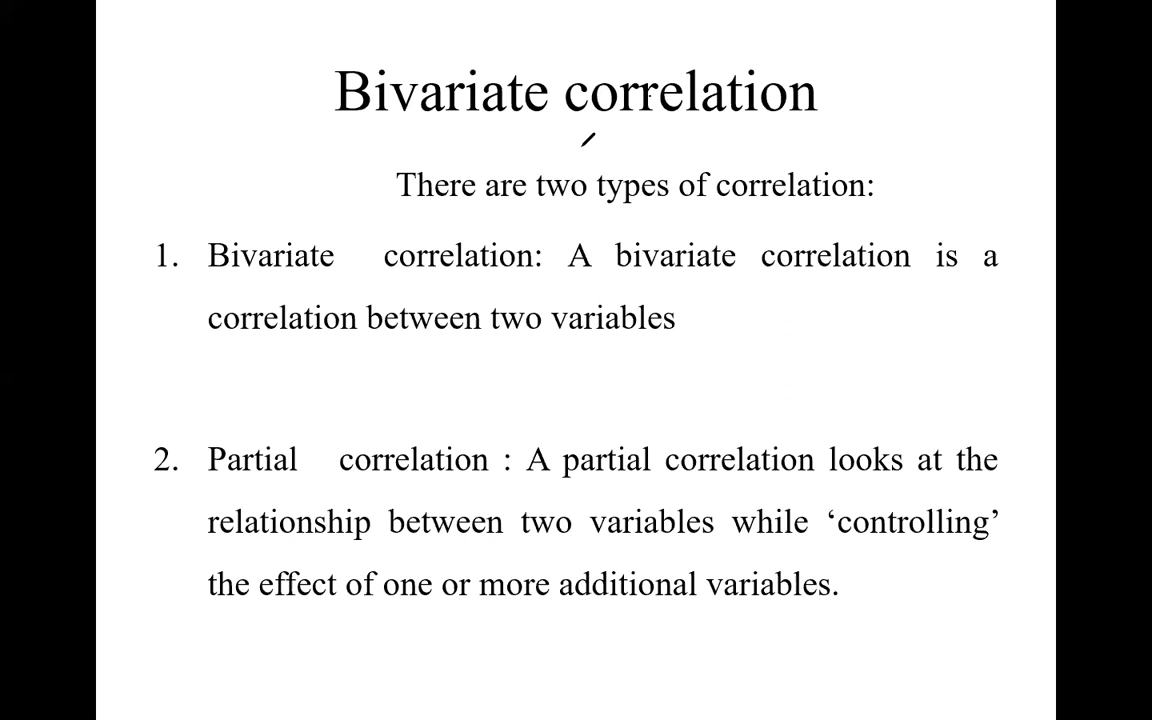 Bivariate correlation
There are two types of correlation:
1. Bivariate correlation: A bivariate correlation is a
correlation between two variables
2. Partial correlation : A partial correlation looks at the
relationship between two variables while ‘controlling’
the effect of one or more additional variables.